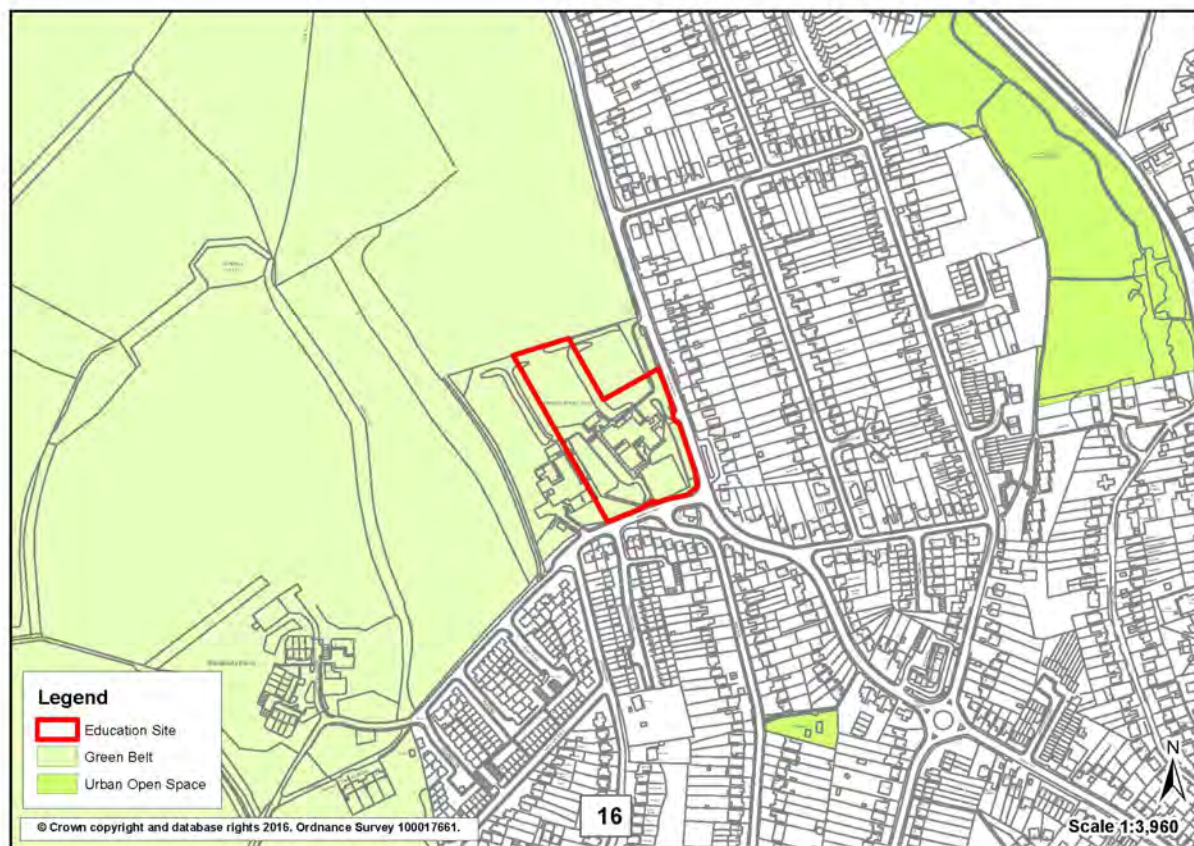 Legend
Education Site
Green Belt
Urban Open Space
© Crown copyright and database rights 2016. Ordnance Survey 100017661.
16
N
Scale 1:3,960